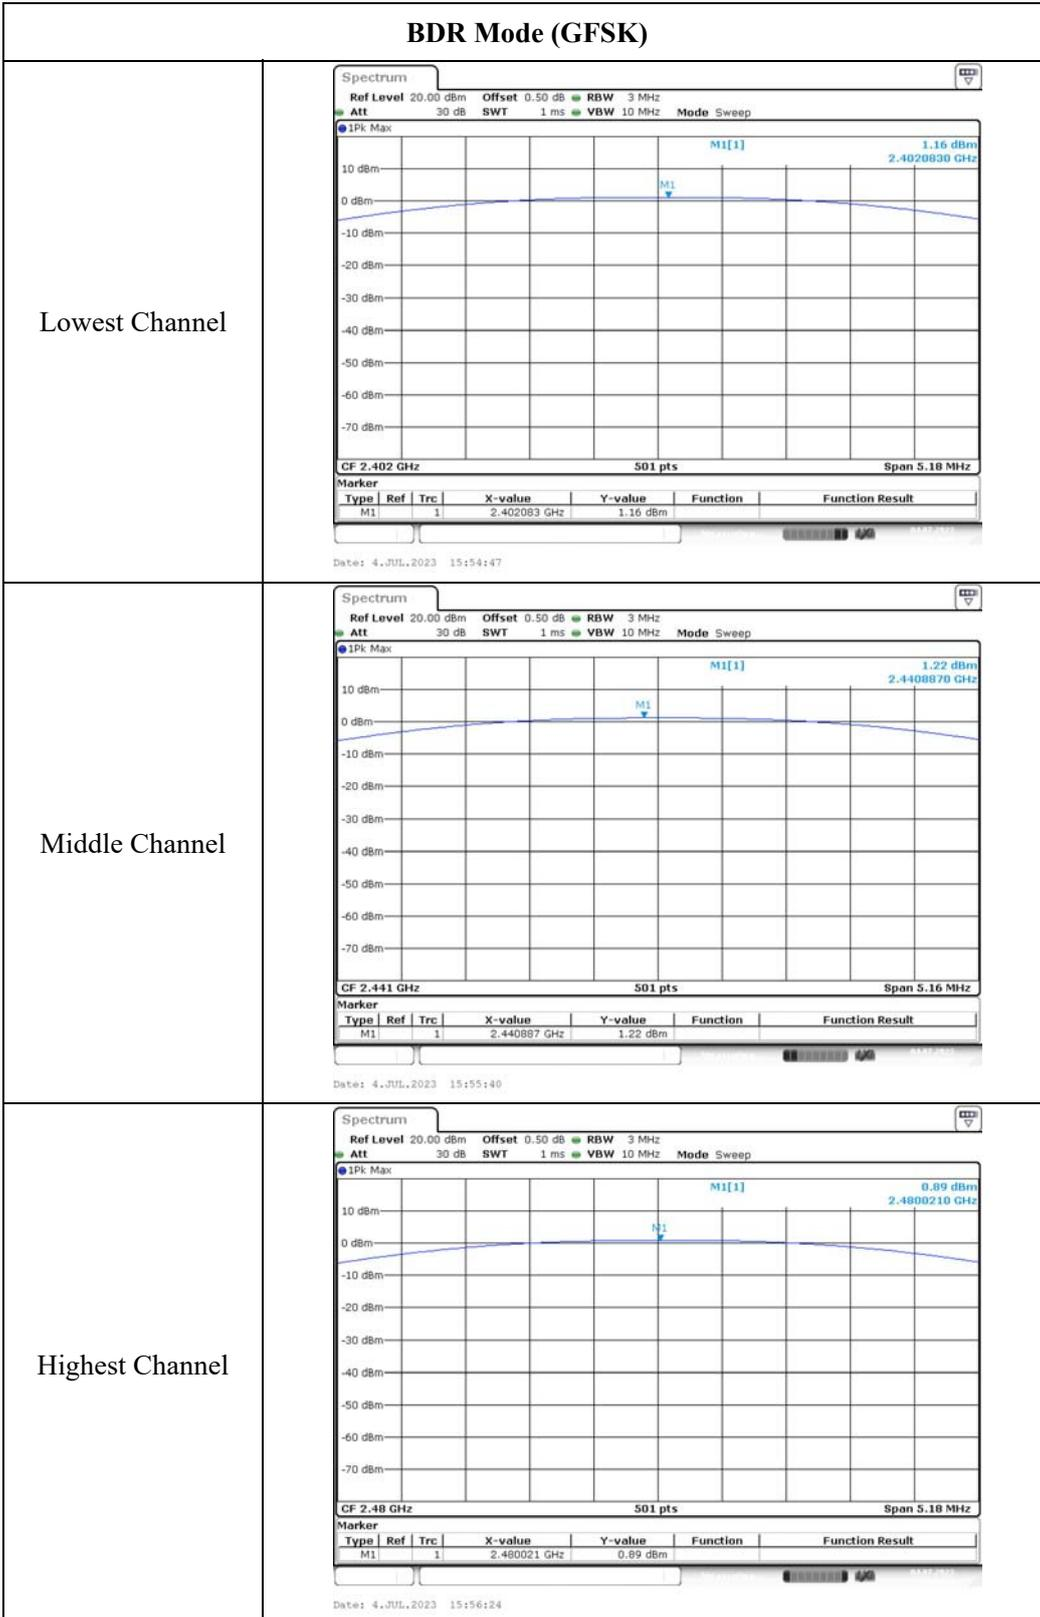 BDR Mode (GFSK)
Lowest Channel
Spectrum
Ref Level 20.00 dBm Offset 0.50 dB RBW 3 MHz
Att 30 dB SWT 1 ms VBW 10 MHz Mode Sweep
1Pk Max
M1[1] 1.16 dBm
2.4020830 GHz
M1
10 dBm
0 dBm
-10 dBm
-20 dBm
-30 dBm
-40 dBm
-50 dBm
-60 dBm
-70 dBm
CF 2.402 GHz 501 pts Span 5.18 MHz
Marker
Type Ref Trc X-value Y-value Function Function Result
M1 1 2.402083 GHz 1.16 dBm
Date: 4.JUL.2023 15:54:47
Middle Channel
Spectrum
Ref Level 20.00 dBm Offset 0.50 dB RBW 3 MHz
Att 30 dB SWT 1 ms VBW 10 MHz Mode Sweep
1Pk Max
M1[1] 1.22 dBm
2.4408870 GHz
10 dBm
M1
0 dBm
-10 dBm
-20 dBm
-30 dBm
-40 dBm
-50 dBm
-60 dBm
-70 dBm
CF 2.441 GHz 501 pts Span 5.16 MHz
Marker
Type Ref Trc X-value Y-value Function Function Result
M1 1 2.440887 GHz 1.22 dBm
Date: 4.JUL.2023 15:55:40
Highest Channel
Spectrum
Ref Level 20.00 dBm Offset 0.50 dB RBW 3 MHz
Att 30 dB SWT 1 ms VBW 10 MHz Mode Sweep
1Pk Max
M1[1] 0.89 dBm
2.4800210 GHz
10 dBm
M1
0 dBm
-10 dBm
-20 dBm
-30 dBm
-40 dBm
-50 dBm
-60 dBm
-70 dBm
CF 2.48 GHz 501 pts Span 5.18 MHz
Marker
Type Ref Trc X-value Y-value Function Function Result
M1 1 2.480021 GHz 0.89 dBm
Date: 4.JUL.2023 15:56:24